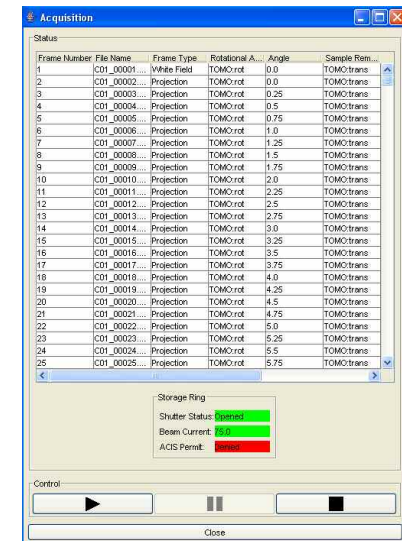 Acquisition
Status
Frame Number File Name Frame Type Rotational A... Angle Sample Rem...
1 C01_00001.... White Field TOMO:rot 0.0 TOMO:trans
2 C01_00002.... Projection TOMO:rot 0.0 TOMO:trans
3 C01_00003.... Projection TOMO:rot 0.25 TOMO:trans
4 C01_00004.... Projection TOMO:rot 0.5 TOMO:trans
5 C01_00005.... Projection TOMO:rot 0.75 TOMO:trans
6 C01_00006.... Projection TOMO:rot 1.0 TOMO:trans
7 C01_00007.... Projection TOMO:rot 1.25 TOMO:trans
8 C01_00008.... Projection TOMO:rot 1.5 TOMO:trans
9 C01_00009.... Projection TOMO:rot 1.75 TOMO:trans
10 C01_00010.... Projection TOMO:rot 2.0 TOMO:trans
11 C01_00011.... Projection TOMO:rot 2.25 TOMO:trans
12 C01_00012.... Projection TOMO:rot 2.5 TOMO:trans
13 C01_00013.... Projection TOMO:rot 2.75 TOMO:trans
14 C01_00014.... Projection TOMO:rot 3.0 TOMO:trans
15 C01_00015.... Projection TOMO:rot 3.25 TOMO:trans
16 C01_00016.... Projection TOMO:rot 3.5 TOMO:trans
17 C01_00017.... Projection TOMO:rot 3.75 TOMO:trans
18 C01_00018.... Projection TOMO:rot 4.0 TOMO:trans
19 C01_00019.... Projection TOMO:rot 4.25 TOMO:trans
20 C01_00020.... Projection TOMO:rot 4.5 TOMO:trans
21 C01_00021.... Projection TOMO:rot 4.75 TOMO:trans
22 C01_00022.... Projection TOMO:rot 5.0 TOMO:trans
23 C01_00023.... Projection TOMO:rot 5.25 TOMO:trans
24 C01_00024.... Projection TOMO:rot 5.5 TOMO:trans
25 C01_00025.... Projection TOMO:rot 5.75 TOMO:trans
Storage Ring
Shutter Status: Opened
Beam Current: 75.0
ACIS Permit: Denied
Control
Close